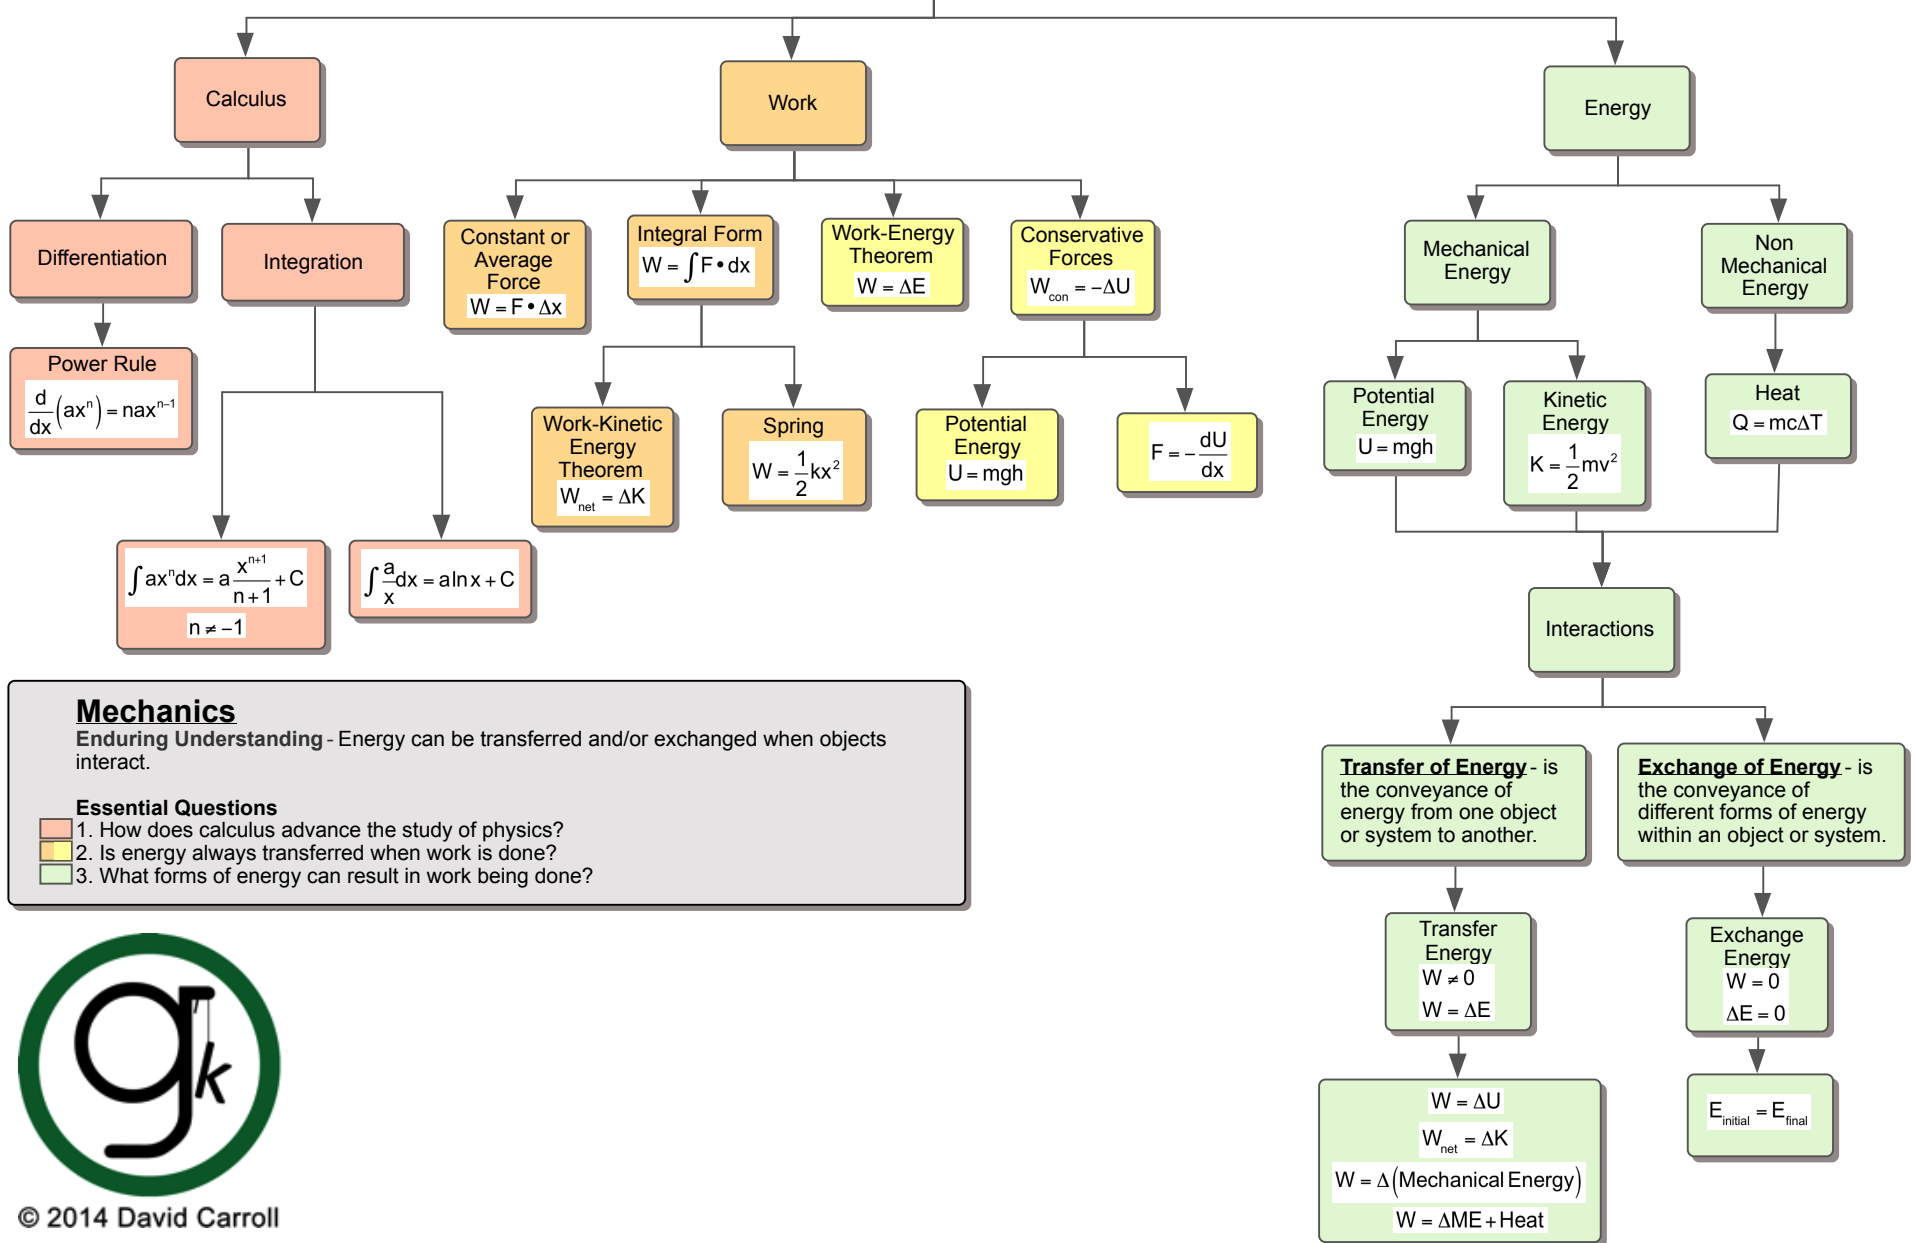 Calculus
Work
Energy
Differentiation
Integration
Constant or
Average
Force
W = F • Δx
Integral Form
W = ∫F • dx
Work-Energy
Theorem
W = ΔE
Conservative
Forces
W_con = −ΔU
Mechanical
Energy
Non
Mechanical
Energy
Power Rule
d/dx (axⁿ) = naxⁿ⁻¹
Work-Kinetic
Energy
Theorem
W_net = ΔK
Spring
W = 1/2 kx²
Potential
Energy
U = mgh
F = − dU/dx
Potential
Energy
U = mgh
Kinetic
Energy
K = 1/2 mv²
Heat
Q = mcΔT
∫axⁿdx = a xⁿ⁺¹/n+1 + C
n ≠ −1
∫ a/x dx = a ln x + C
Interactions
Mechanics
Enduring Understanding - Energy can be transferred and/or exchanged when objects
interact.
Essential Questions
1. How does calculus advance the study of physics?
2. Is energy always transferred when work is done?
3. What forms of energy can result in work being done?
Transfer of Energy - is
the conveyance of
energy from one object
or system to another.
Exchange of Energy - is
the conveyance of
different forms of energy
within an object or system.
Transfer
Energy
W ≠ 0
W = ΔE
Exchange
Energy
W = 0
ΔE = 0
W = ΔU
W_net = ΔK
W = Δ(Mechanical Energy)
W = ΔME + Heat
E_initial = E_final
gk
© 2014 David Carroll